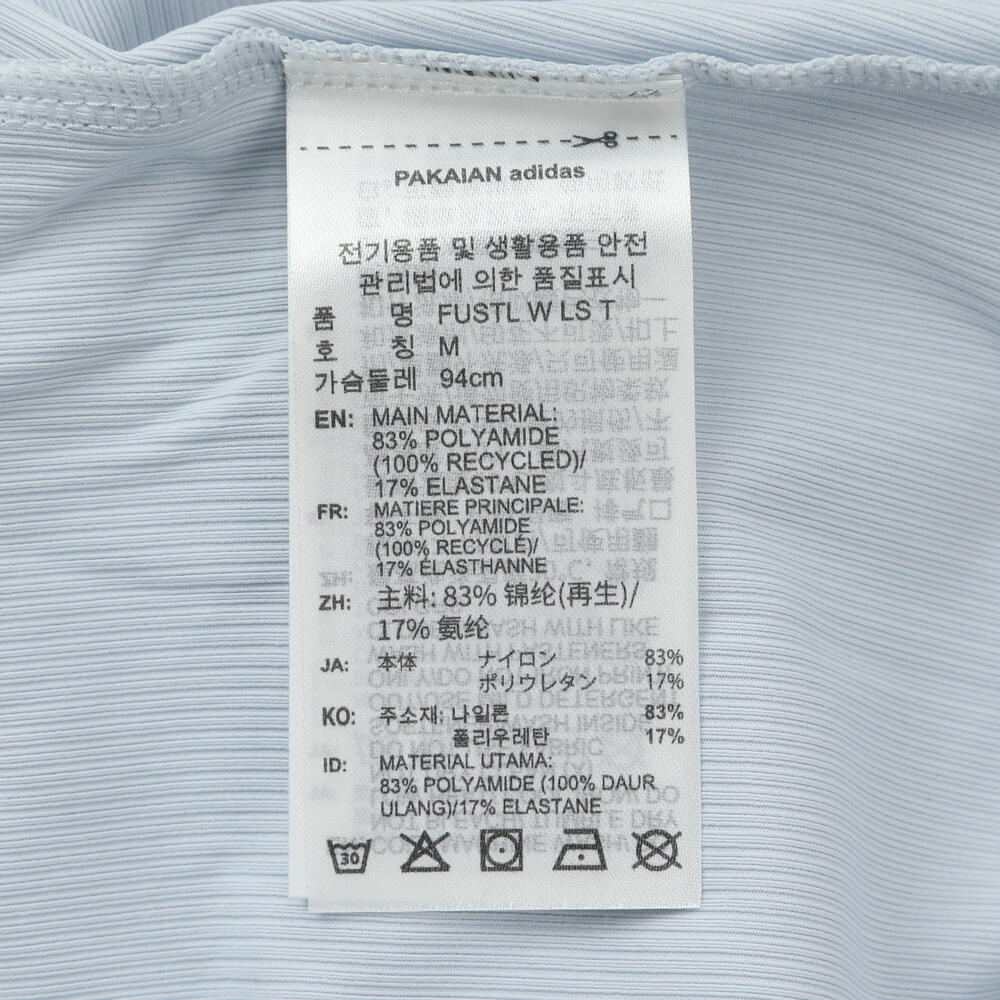 PAKAIAN adidas
전기용품 및 생활용품 안전
관리법에 의한 품질표시
품 명 FUSTL W LS T
호 칭 M
가슴둘레 94cm
EN: MAIN MATERIAL:
83% POLYAMIDE
(100% RECYCLED)/
17% ELASTANE
FR: MATIERE PRINCIPALE:
83% POLYAMIDE
(100% RECYCLÉ)/
17% ÉLASTHANNE
ZH: 主料: 83% 锦纶(再生)/
17% 氨纶
JA: 本体 ナイロン 83%
ポリウレタン 17%
KO: 주소재: 나일론 83%
폴리우레탄 17%
ID: MATERIAL UTAMA:
83% POLYAMIDE (100% DAUR
ULANG)/17% ELASTANE
30